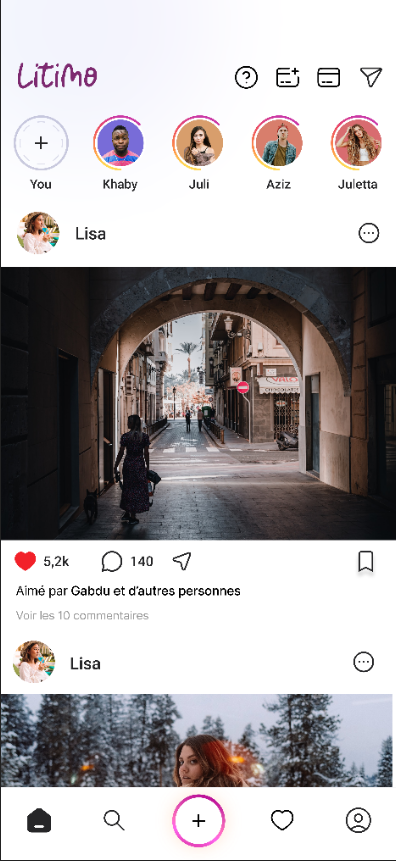 Litimo
You
Khaby
Juli
Aziz
Juletta
Lisa
5,2k
140
Aimé par Gabdu et d'autres personnes
Voir les 10 commentaires
Lisa